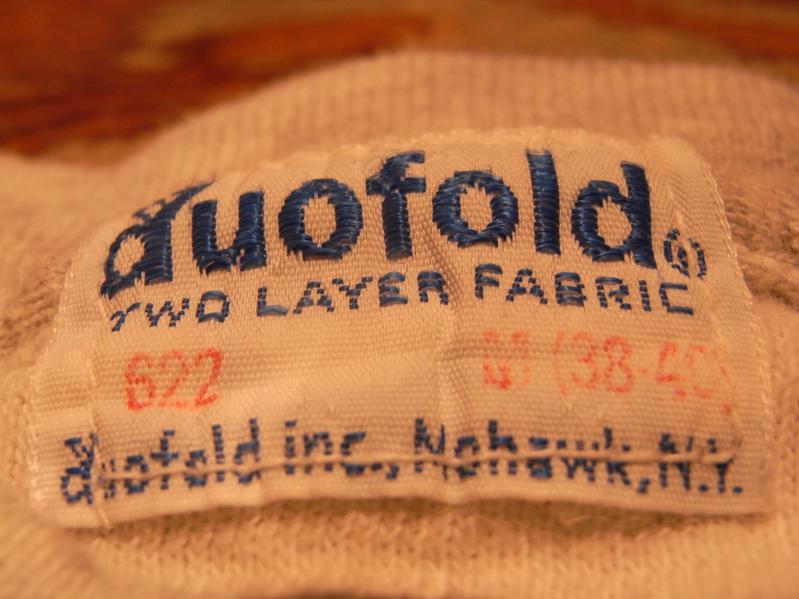 duofold®
TWO LAYER FABRIC
622 M (38-40)
duofold inc., Mohawk, N.Y.